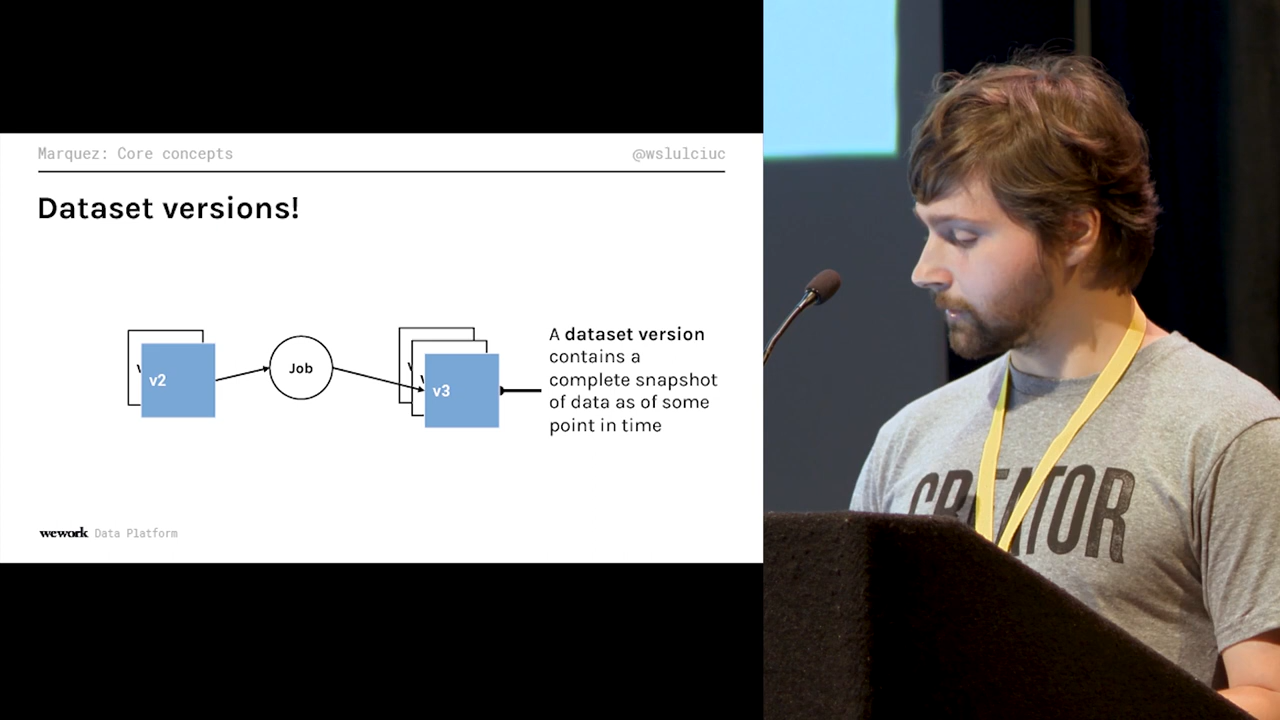 Marquez: Core concepts
@wslulciuc
Dataset versions!
v2
Job
v3
A dataset version
contains a
complete snapshot
of data as of some
point in time
wework Data Platform
CREATOR